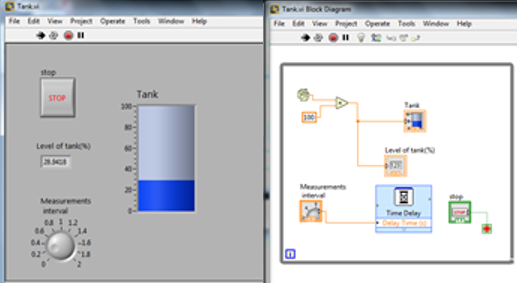 Tank.vi
File Edit View Project Operate Tools Window Help
stop
STOP
Tank
100
80
60
40
20
0
Level of tank(%)
28.9418
Measurements
interval
0.8 1 1.2
0.6 1.4
0.4 1.6
0.2 1.8
0 2
Tank.vi Block Diagram
File Edit View Project Operate Tools Window Help
100
Tank
Level of tank(%)
Measurements
interval
Time Delay
Delay Time (s)
stop
i